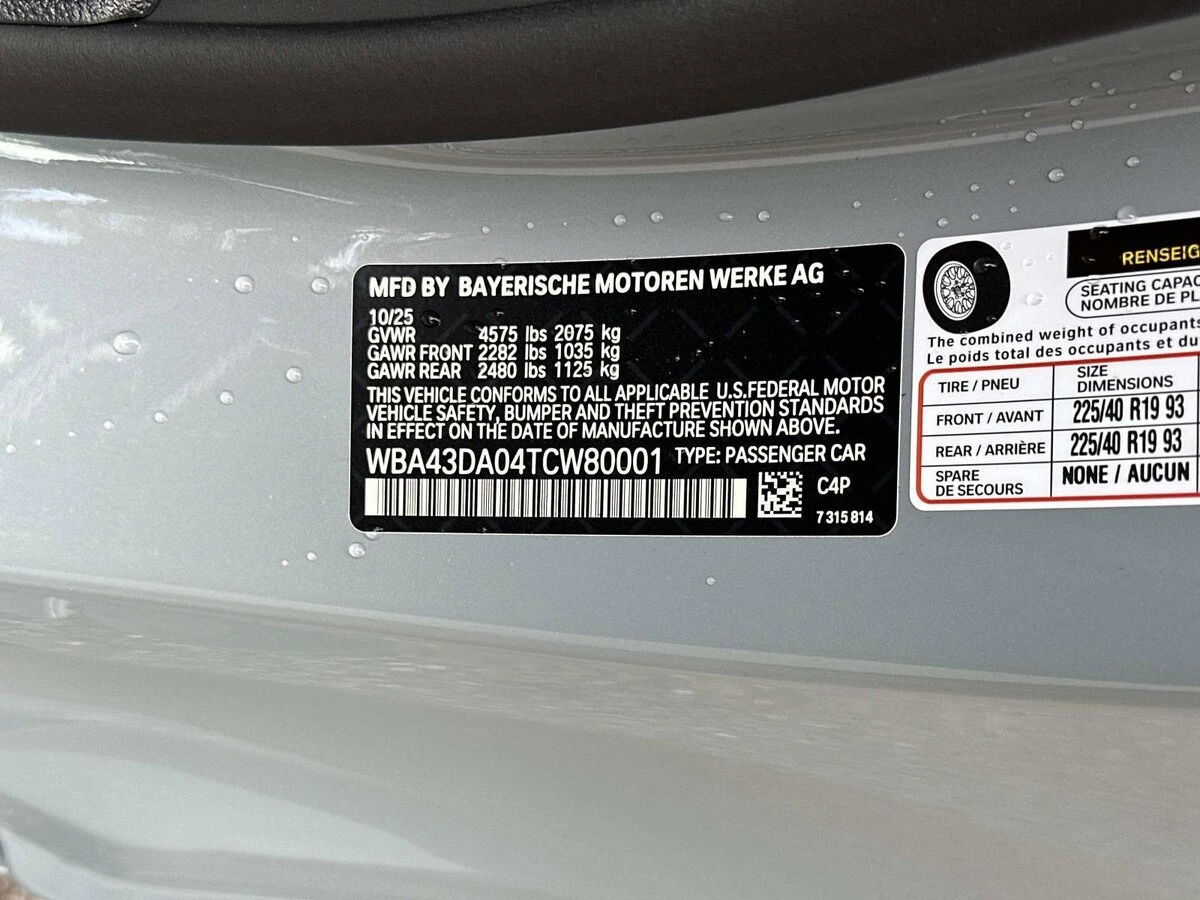 MFD BY BAYERISCHE MOTOREN WERKE AG
10/25
GVWR 4575 lbs 2075 kg
GAWR FRONT 2282 lbs 1035 kg
GAWR REAR 2480 lbs 1125 kg
THIS VEHICLE CONFORMS TO ALL APPLICABLE U.S.FEDERAL MOTOR
VEHICLE SAFETY, BUMPER AND THEFT PREVENTION STANDARDS
IN EFFECT ON THE DATE OF MANUFACTURE SHOWN ABOVE.
WBA43DA04TCW80001 TYPE: PASSENGER CAR
C4P
7 315 814
RENSEIG
SEATING CAPAC
NOMBRE DE PL
The combined weight of occupants
Le poids total des occupants et du
TIRE / PNEU SIZE DIMENSIONS
FRONT / AVANT 225/40 R19 93
REAR / ARRIÈRE 225/40 R19 93
SPARE DE SECOURS NONE / AUCUN